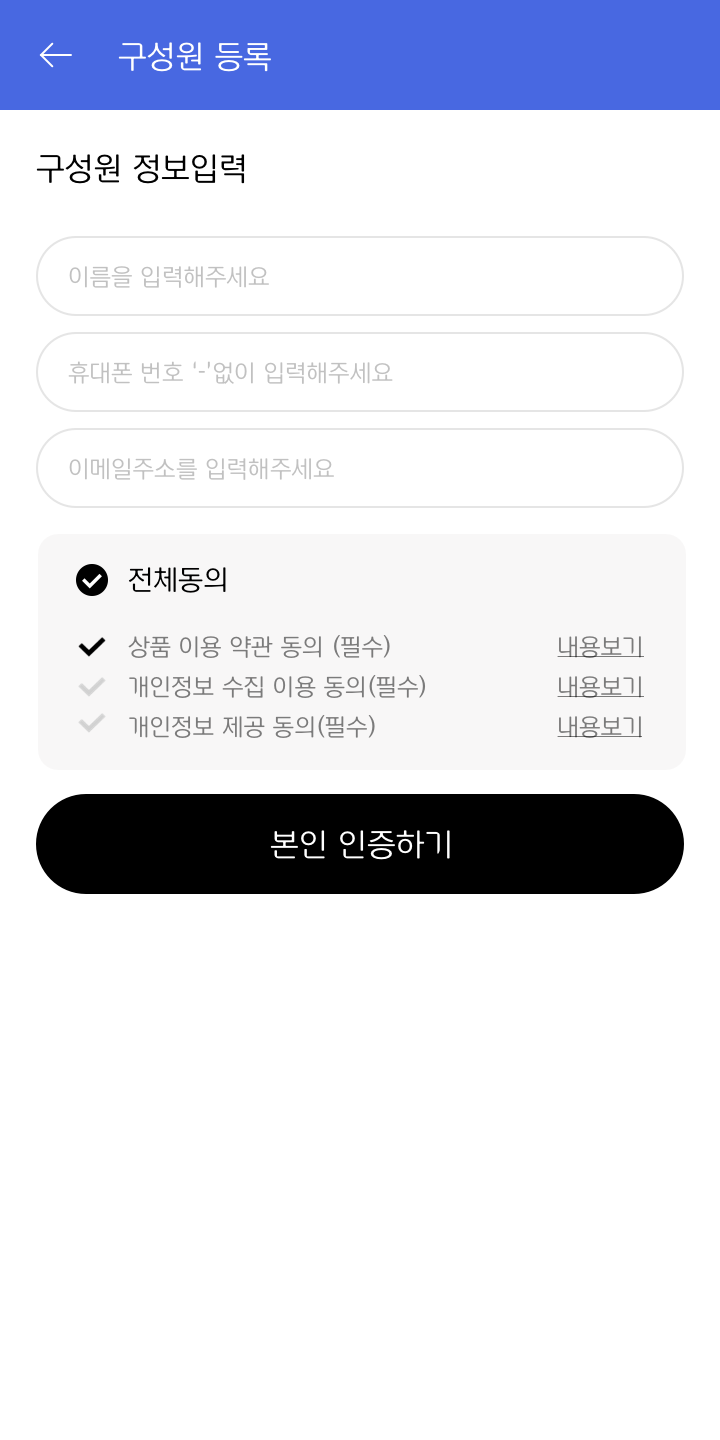 구성원 등록
구성원 정보입력
이름을 입력해주세요
휴대폰 번호 ‘-’없이 입력해주세요
이메일주소를 입력해주세요
전체동의
상품 이용 약관 동의 (필수) 내용보기
개인정보 수집 이용 동의(필수) 내용보기
개인정보 제공 동의(필수) 내용보기
본인 인증하기